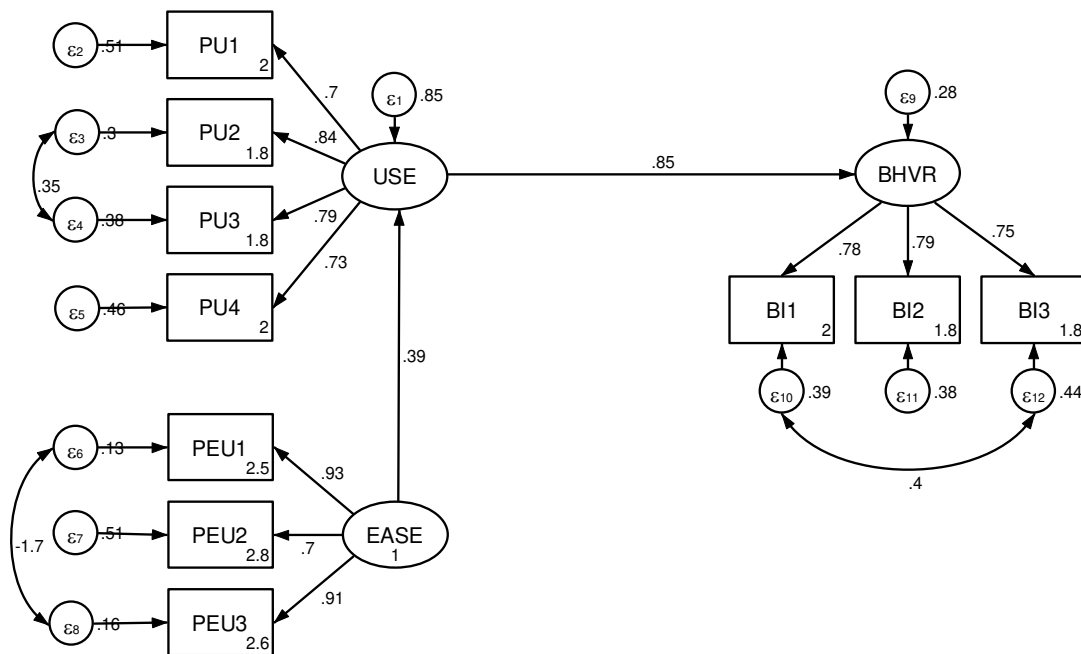 ε2 .51 PU1 2
.7
ε1 .85
ε9 .28
ε3 .3 PU2 1.8
.84
USE
.85
BHVR
.35
ε4 .38 PU3 1.8
.79
.78 .79 .75
.73
ε5 .46 PU4 2
BI1 2
BI2 1.8
BI3 1.8
.39
ε10 .39
ε11 .38
ε12 .44
.4
ε6 .13 PEU1 2.5
.93
-1.7
ε7 .51 PEU2 2.8
.7
EASE 1
.91
ε8 .16 PEU3 2.6